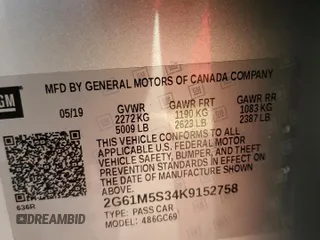 GM
MFD BY GENERAL MOTORS OF CANADA COMPANY
05/19 GVWR GAWR FRT GAWR RR
2272 KG 1190 KG 1083 KG
5009 LB 2623 LB 2387 LB
THIS VEHICLE CONFORMS TO ALL
APPLICABLE U.S. FEDERAL MOTOR
VEHICLE SAFETY, BUMPER, AND THEFT
PREVENTION STANDARDS IN EFFECT ON
THE DATE OF MANUFACTURE SHOWN
ABOVE.
2G61M5S34K9152758
TYPE: PASS CAR
MODEL: 486GC69
636R
DREAMBID